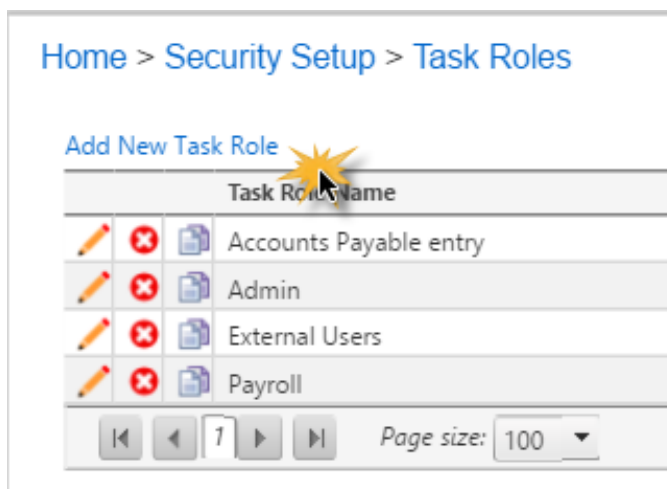 Home > Security Setup > Task Roles
Add New Task Role
Task Role Name
Accounts Payable entry
Admin
External Users
Payroll
1 Page size: 100